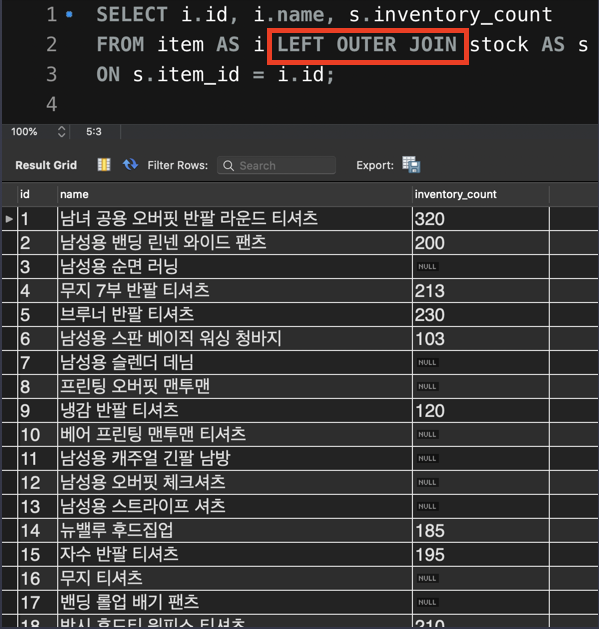 1 SELECT i.id, i.name, s.inventory_count
2 FROM item AS i LEFT OUTER JOIN stock AS s
3 ON s.item_id = i.id;
4
100% 5:3
Result Grid Filter Rows: Search Export:
id name inventory_count
1 남녀 공용 오버핏 반팔 라운드 티셔츠 320
2 남성용 밴딩 린넨 와이드 팬츠 200
3 남성용 순면 러닝 NULL
4 무지 7부 반팔 티셔츠 213
5 브루너 반팔 티셔츠 230
6 남성용 스판 베이직 워싱 청바지 103
7 남성용 슬렌더 데님 NULL
8 프린팅 오버핏 맨투맨 NULL
9 냉감 반팔 티셔츠 120
10 베어 프린팅 맨투맨 티셔츠 NULL
11 남성용 캐주얼 긴팔 남방 NULL
12 남성용 오버핏 체크셔츠 NULL
13 남성용 스트라이프 셔츠 NULL
14 뉴밸루 후드집업 185
15 자수 반팔 티셔츠 195
16 무지 티셔츠 NULL
17 밴딩 롤업 배기 팬츠 NULL
18 박시 후드티 원피스 티셔츠 210